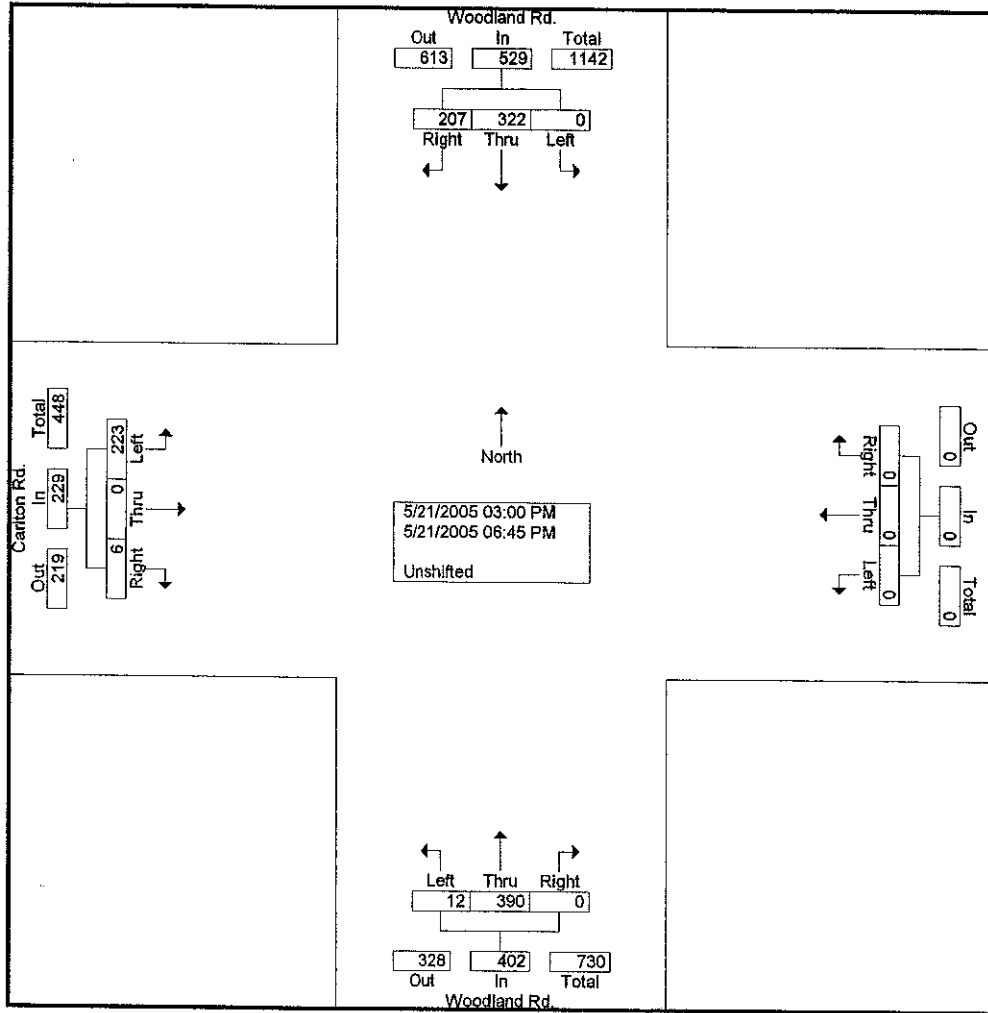 Woodland Rd.
Out In Total
613 529 1142
207 322 0
Right Thru Left
Carlton Rd.
Total In Out
448 229 219
223 0 6
Left Thru Right
North
5/21/2005 03:00 PM
5/21/2005 06:45 PM
Unshifted
Out In Total
0 0 0
0 0 0
Right Thru Left
Left Thru Right
12 390 0
328 402 730
Out In Total
Woodland Rd.